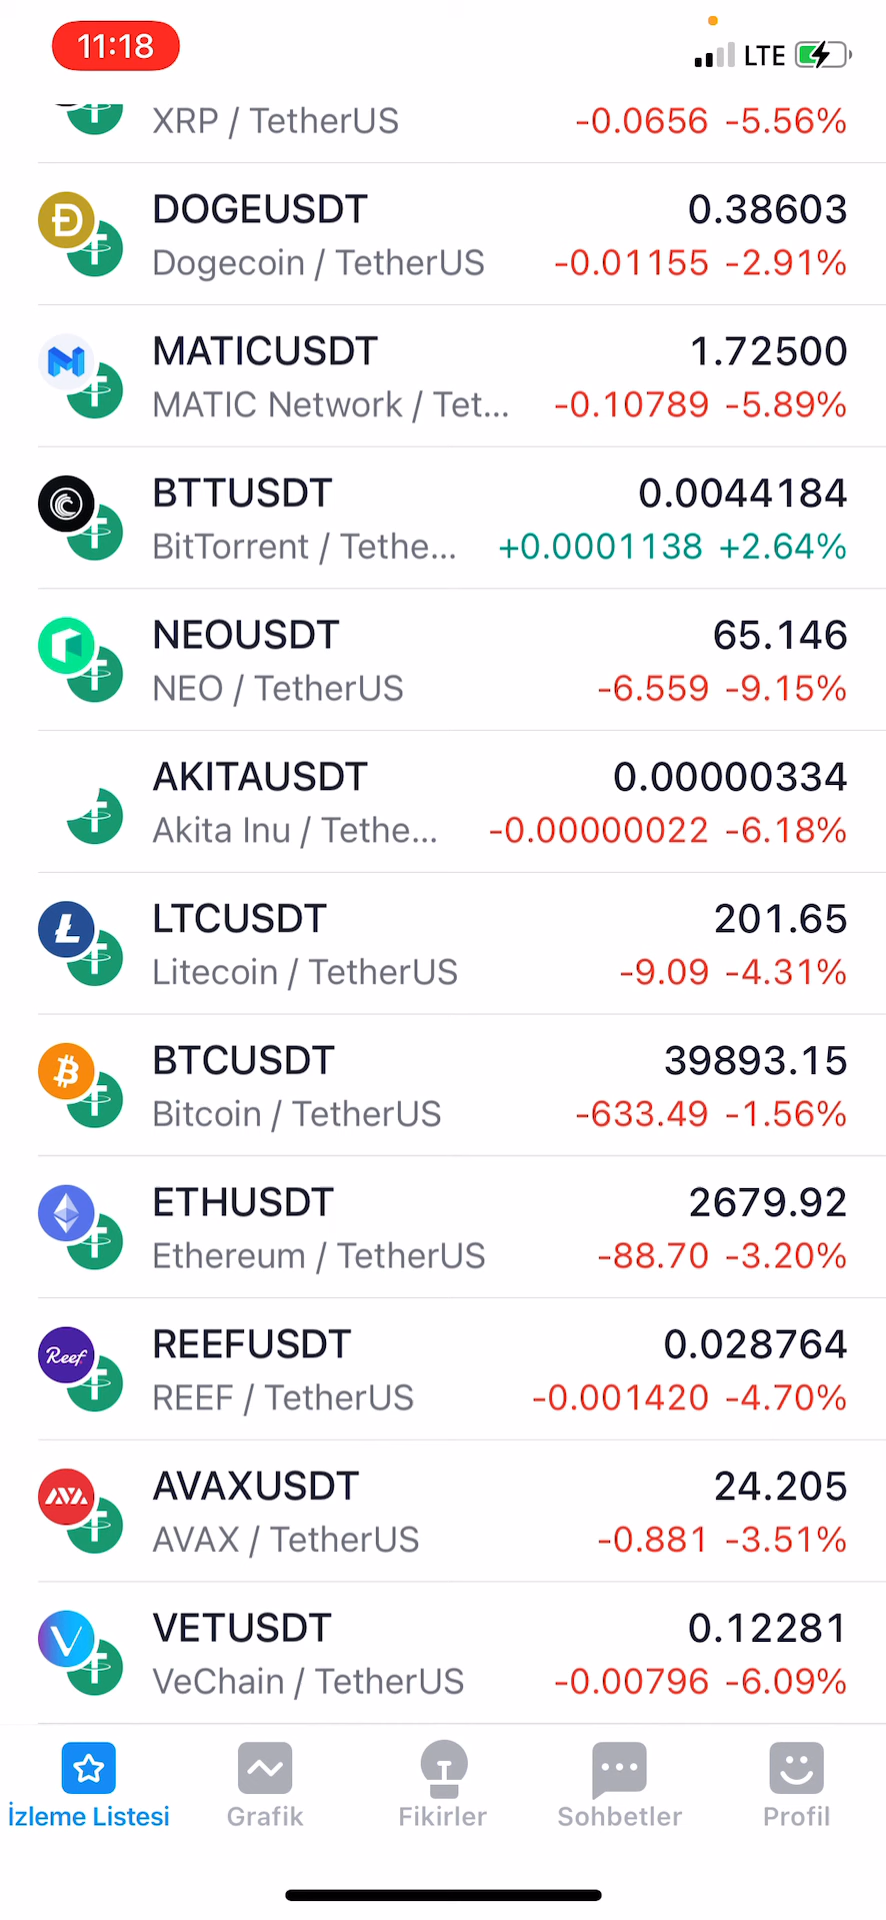 11:18
LTE
XRP / TetherUS -0.0656 -5.56%
DOGEUSDT 0.38603
Dogecoin / TetherUS -0.01155 -2.91%
MATICUSDT 1.72500
MATIC Network / Tet... -0.10789 -5.89%
BTTUSDT 0.0044184
BitTorrent / Tethe... +0.0001138 +2.64%
NEOUSDT 65.146
NEO / TetherUS -6.559 -9.15%
AKITAUSDT 0.00000334
Akita Inu / Tethe... -0.00000022 -6.18%
LTCUSDT 201.65
Litecoin / TetherUS -9.09 -4.31%
BTCUSDT 39893.15
Bitcoin / TetherUS -633.49 -1.56%
ETHUSDT 2679.92
Ethereum / TetherUS -88.70 -3.20%
Reef
REEFUSDT 0.028764
REEF / TetherUS -0.001420 -4.70%
AVAXUSDT 24.205
AVAX / TetherUS -0.881 -3.51%
VETUSDT 0.12281
VeChain / TetherUS -0.00796 -6.09%
İzleme Listesi Grafik Fikirler Sohbetler Profil